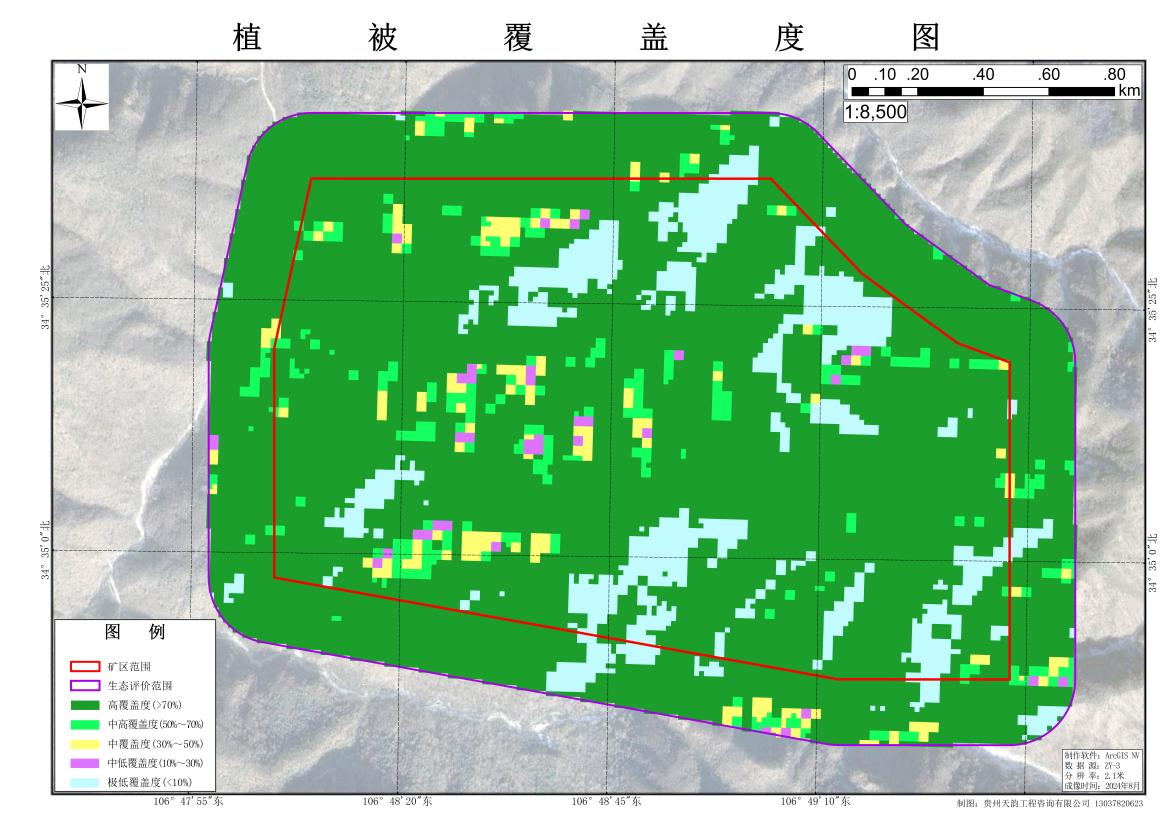 植 被 覆 盖 度 图
N
0 .10 .20 .40 .60 .80
km
1:8,500
34° 35′25″北
34° 35′25″北
34° 35′0″北
34° 35′0″北
图 例
矿区范围
生态评价范围
高覆盖度(>70%)
中高覆盖度(50%～70%)
中覆盖度(30%～50%)
中低覆盖度(10%～30%)
极低覆盖度(<10%)
制作软件: ArcGIS NV
数 据 源: ZY-3
分 辨 率: 2.1米
成像时间: 2024年8月
106° 47′55″东 106° 48′20″东 106° 48′45″东 106° 49′10″东
制图: 贵州天韵工程咨询有限公司 13037820623